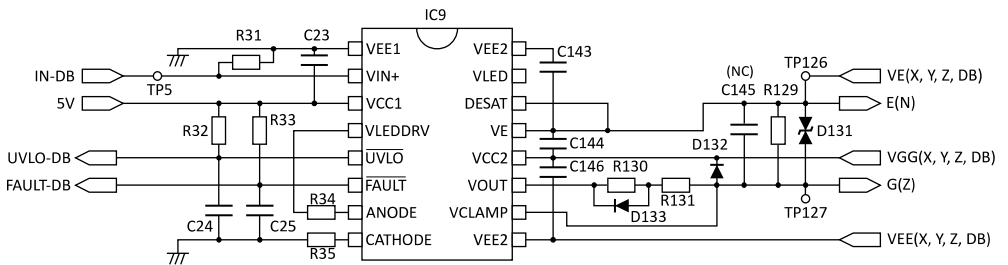 IC9
R31
C23
VEE1
VEE2
C143
IN-DB
TP5
VIN+
VLED
TP126
VE(X, Y, Z, DB)
(NC)
C145
R129
5V
VCC1
DESAT
E(N)
R32
R33
VLEDDRV
VE
C144
D132
D131
UVLO-DB
UVLO
VCC2
C146
R130
VGG(X, Y, Z, DB)
FAULT-DB
FAULT
VOUT
R131
G(Z)
R34
D133
TP127
C24
C25
ANODE
VCLAMP
R35
CATHODE
VEE2
VEE(X, Y, Z, DB)